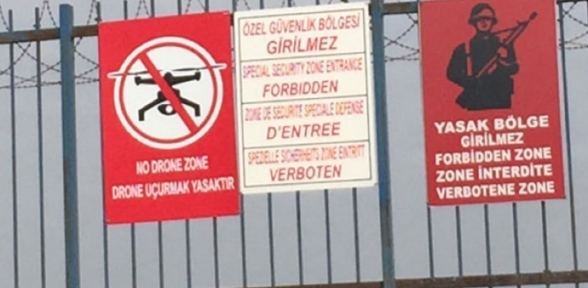 NO DRONE ZONE
DRONE UÇURMAK YASAKTIR
ÖZEL GÜVENLİK BÖLGESİ
GİRİLMEZ
SPECIAL SECURITY ZONE ENTRANCE
FORBIDDEN
ZONE DE SECURITE SPECIALE DEFENSE
D'ENTREE
SPEZIELLE SICHERHEITS ZONE EINTRITT
VERBOTEN
YASAK BÖLGE
GİRİLMEZ
FORBIDDEN ZONE
ZONE INTERDİTE
VERBOTENE ZONE